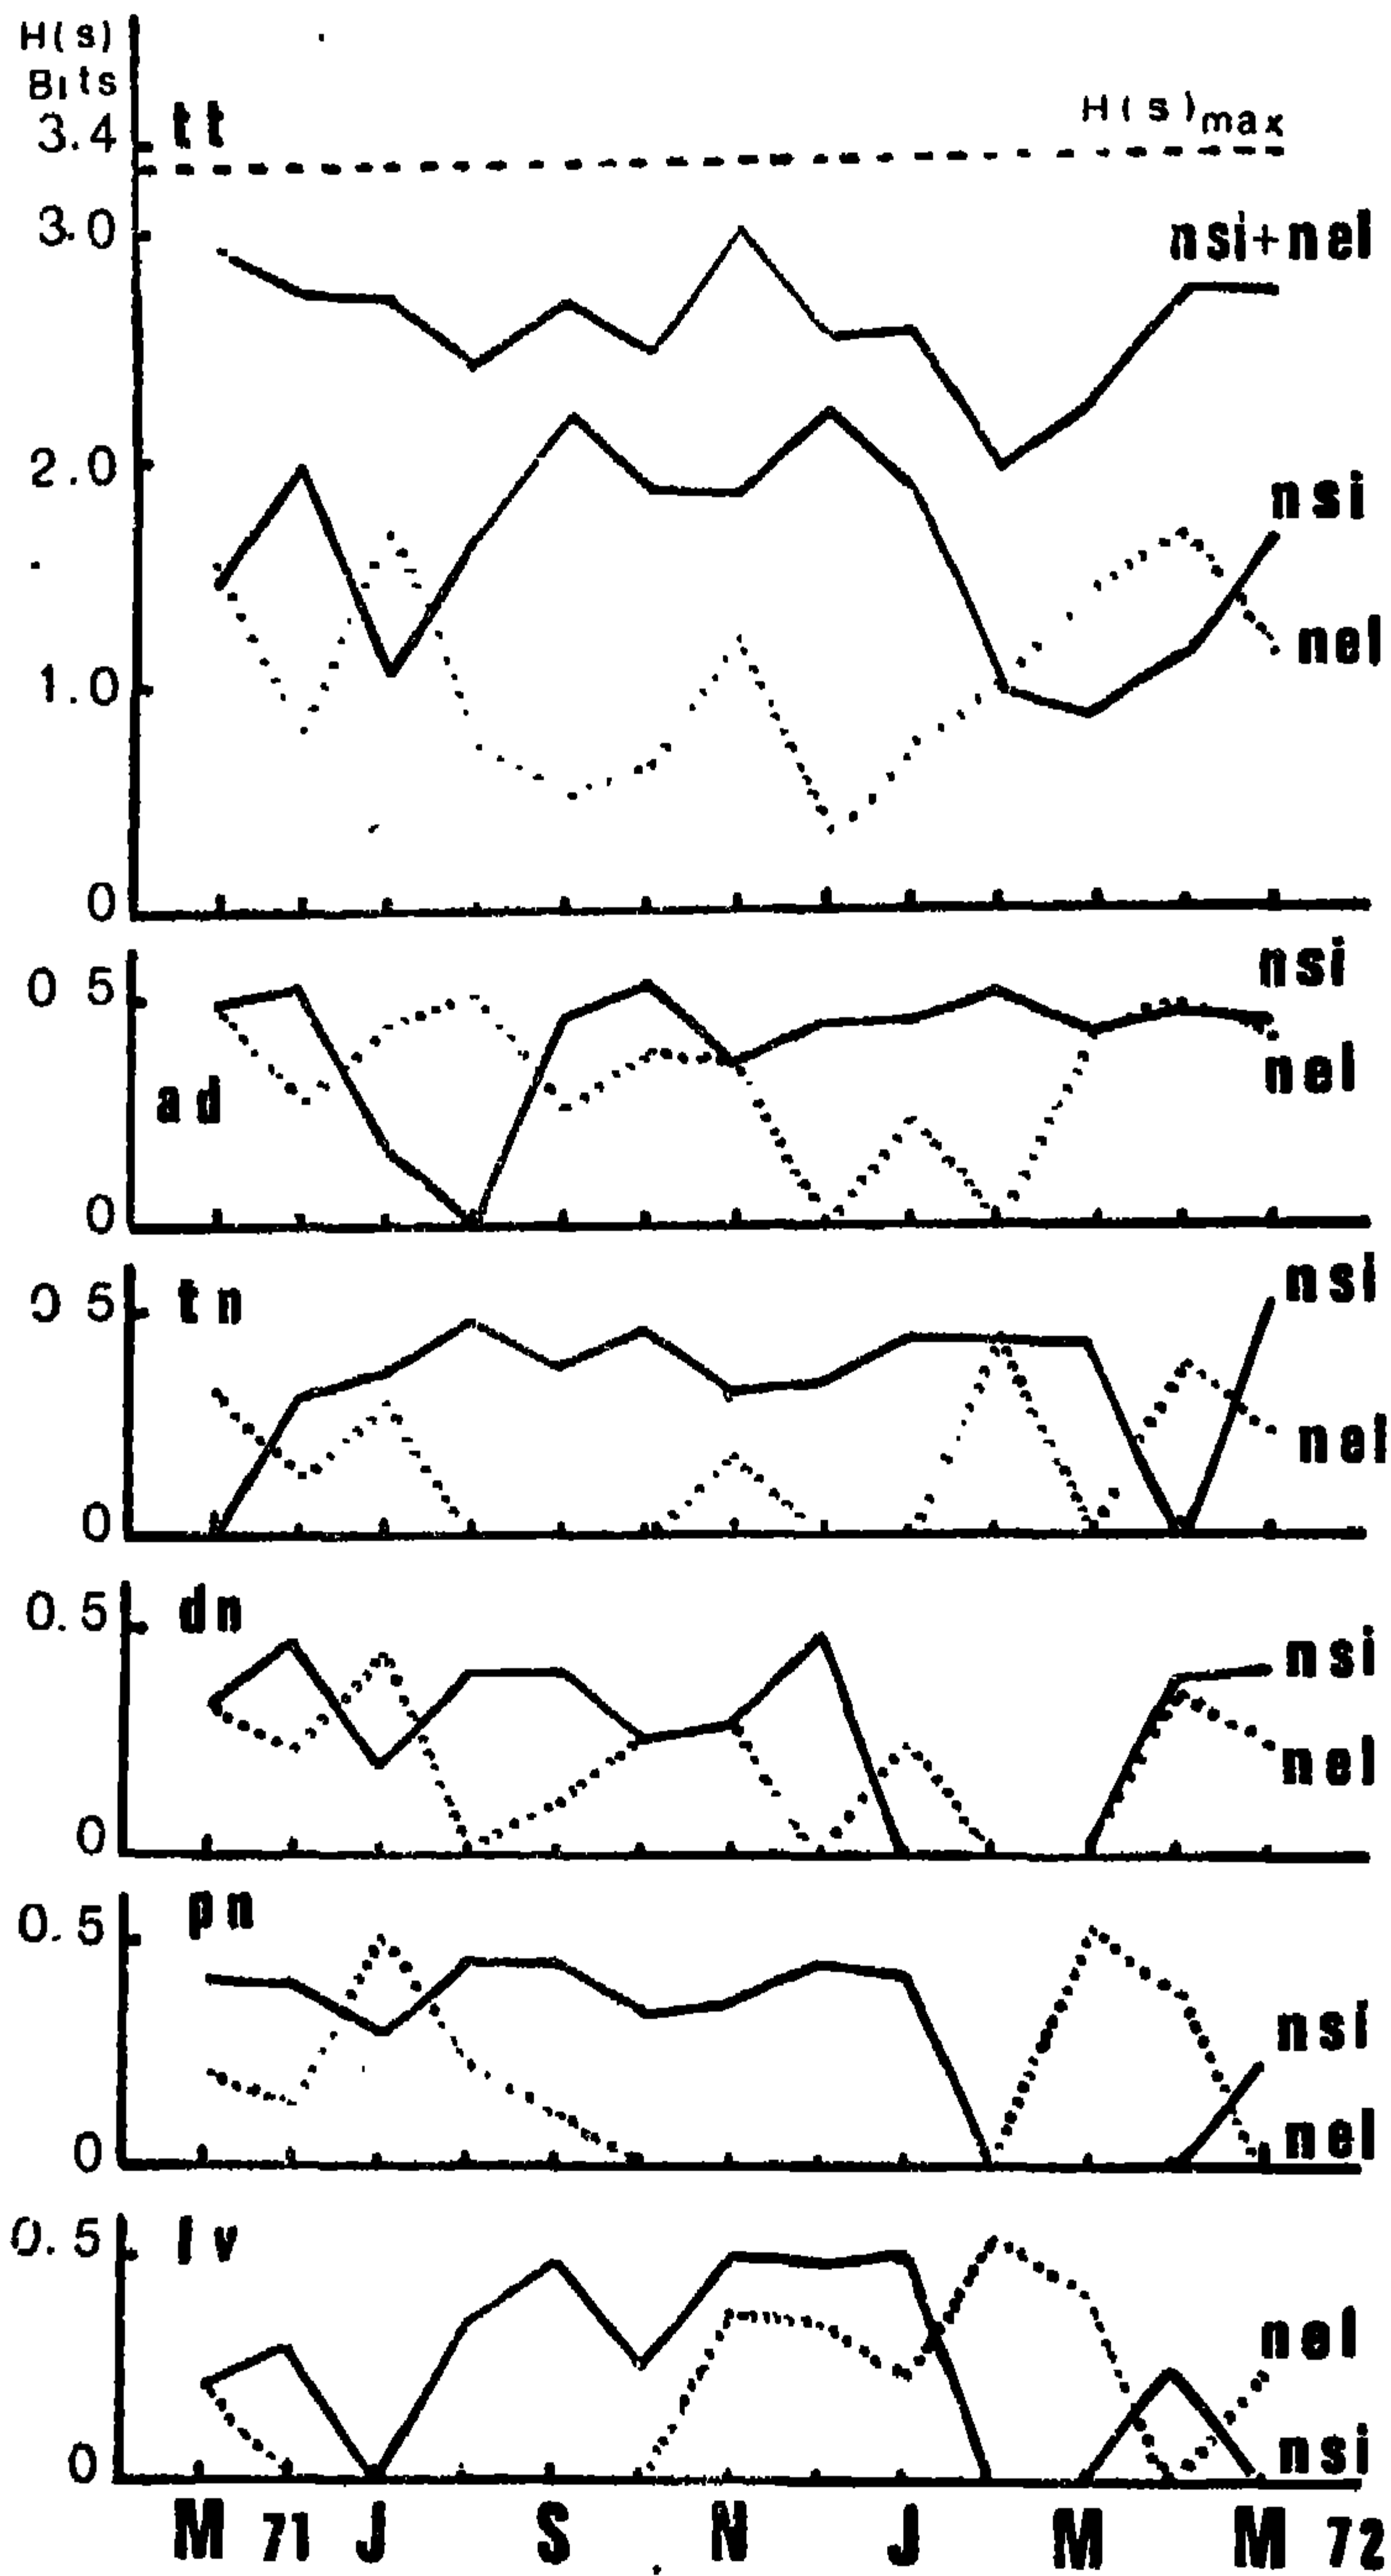 H(s)
Bits
3.4 tt H(s)max
3.0 nsi+nel
2.0 nsi
nel
1.0
0
0 5 nsi
ad nel
0
0 5 tn nsi
nel
0
0.5 dn nsi
nel
0
0.5 pn
nsi
0 nel
0.5 lv
nel
0 nsi
M 71 J S N J M M 72